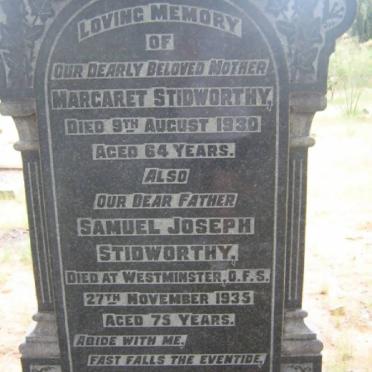 LOVING MEMORY
OF
OUR DEARLY BELOVED MOTHER
MARGARET STIDWORTHY,
DIED 9TH AUGUST 1930
AGED 64 YEARS.
ALSO
OUR DEAR FATHER
SAMUEL JOSEPH
STIDWORTHY,
DIED AT WESTMINSTER, O.F.S.
27TH NOVEMBER 1935
AGED 75 YEARS.
ABIDE WITH ME,
FAST FALLS THE EVENTIDE,